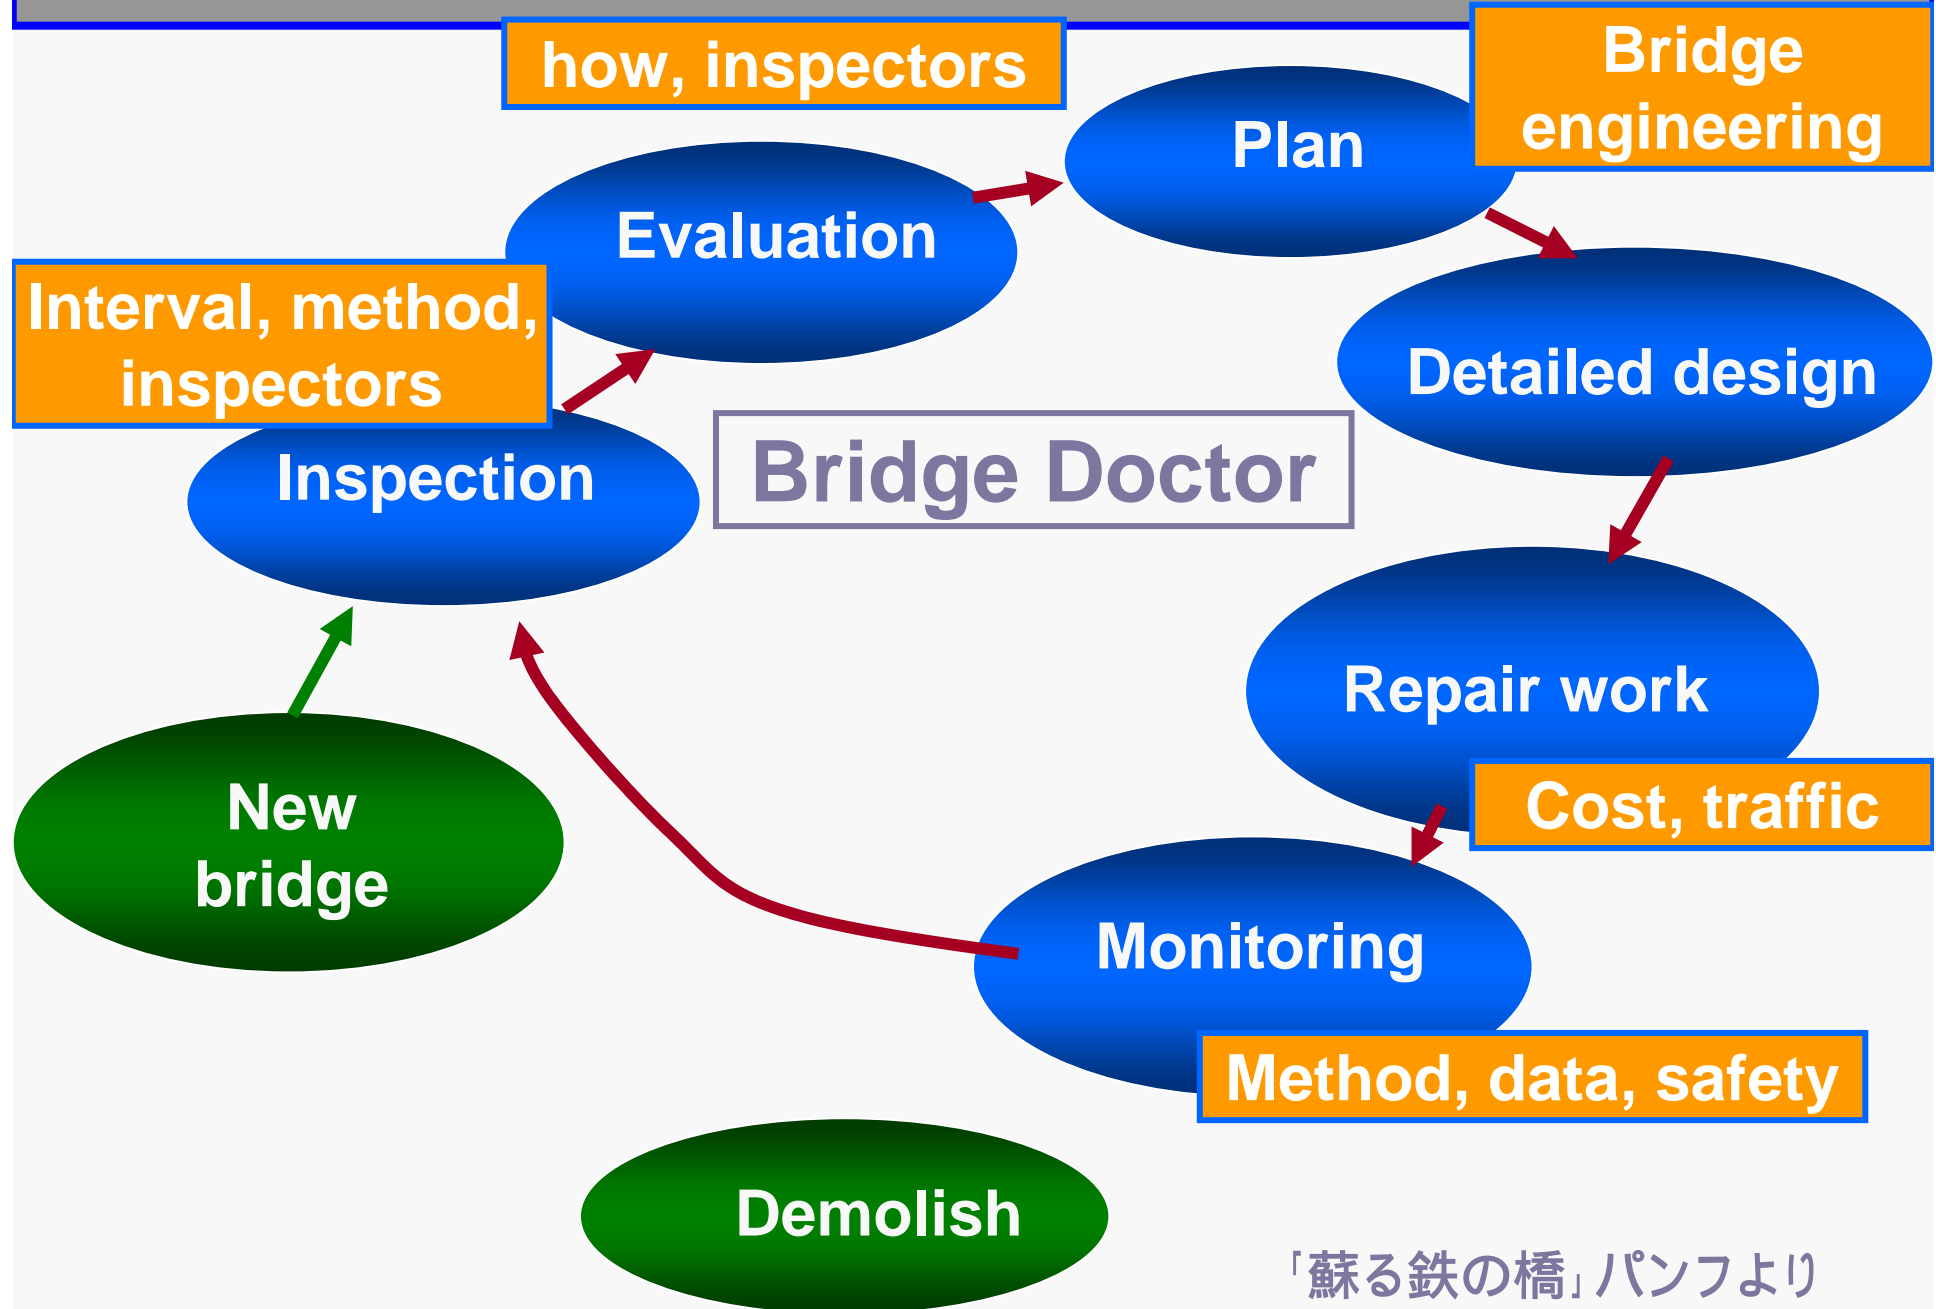 how, inspectors
Bridge
engineering
Plan
Evaluation
Interval, method,
inspectors
Detailed design
Inspection
Bridge Doctor
Repair work
New
bridge
Cost, traffic
Monitoring
Method, data, safety
Demolish
「蘇る鉄の橋」パンフより